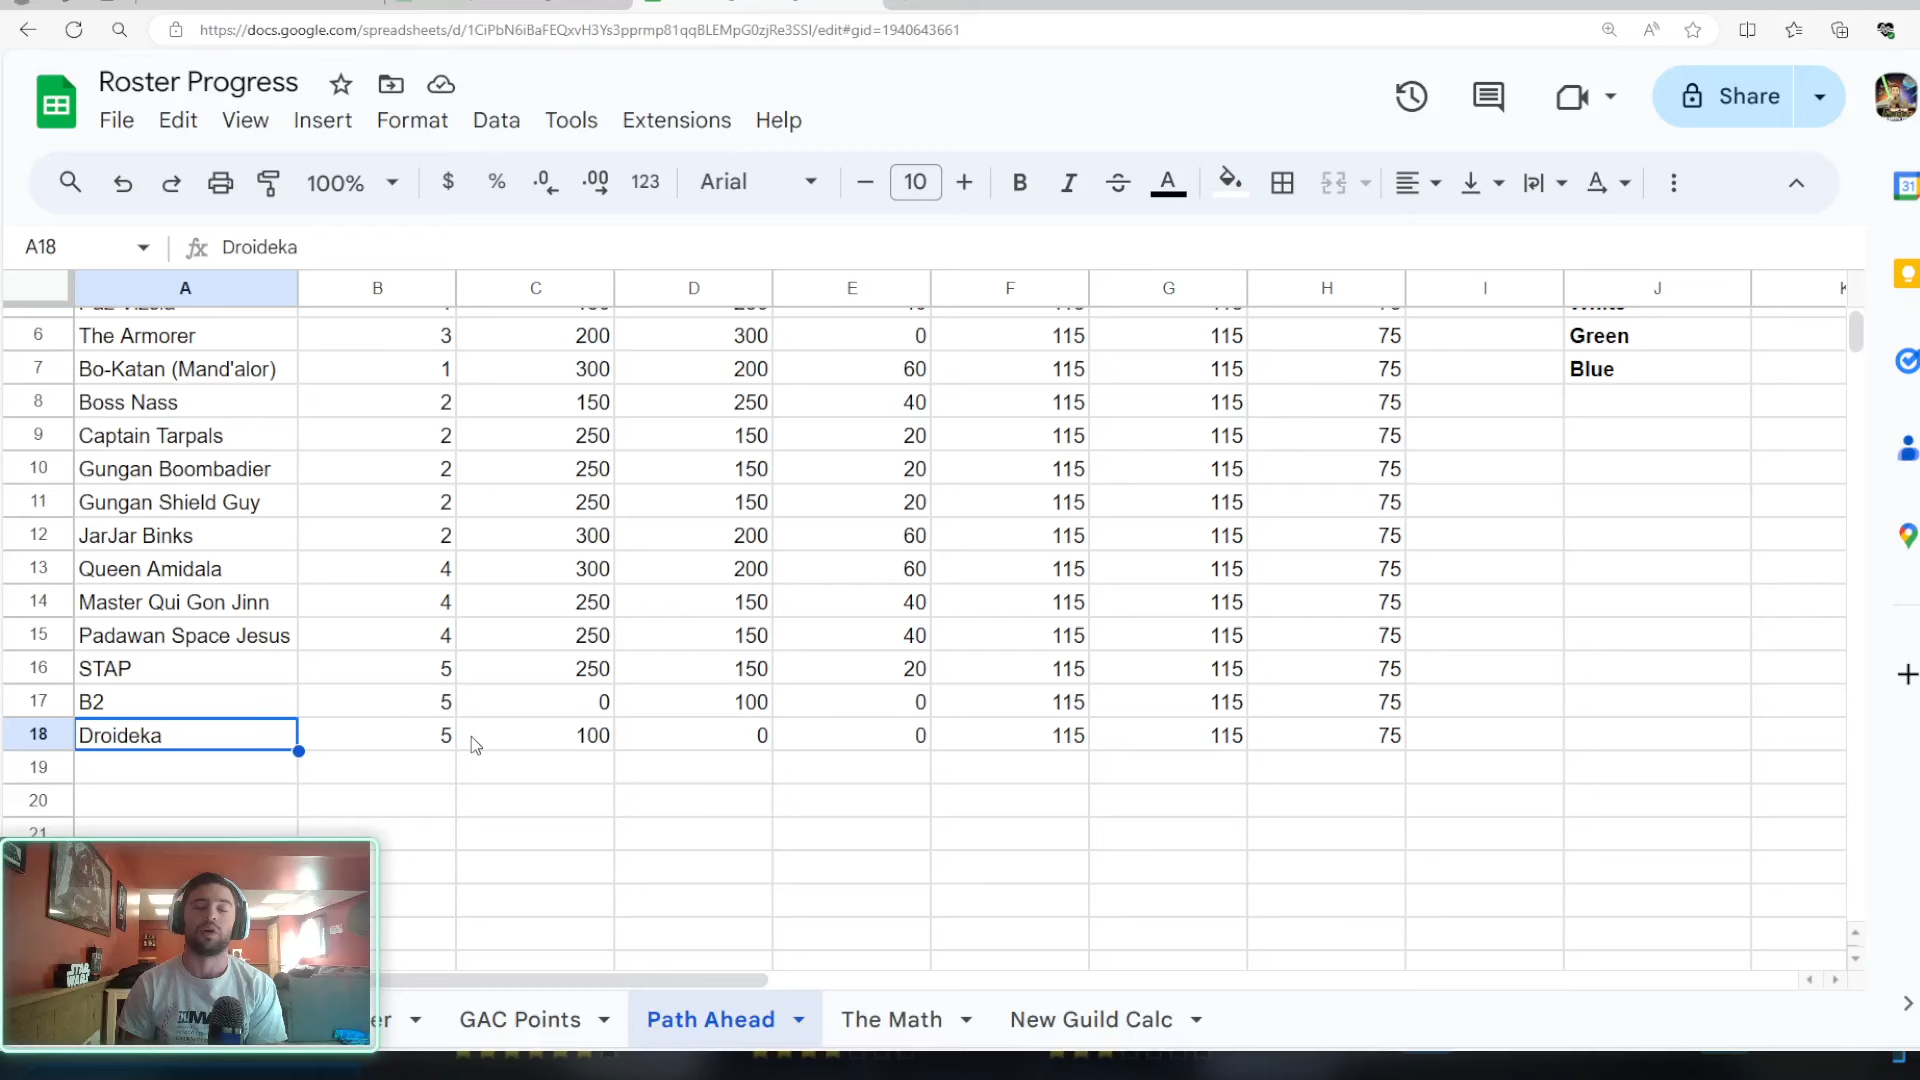 https://docs.google.com/spreadsheets/d/1CiPbN6iBaFEQxvH3Ys3pprmp81qqBLEMpG0zjRe3SSI/edit#gid=1940643661
Roster Progress
File Edit View Insert Format Data Tools Extensions Help
Share
100% $ % .0 .00 123 Arial 10 B I S A
31
A18 fx Droideka
A B C D E F G H I J
6 The Armorer 3 200 300 0 115 115 75 Green
7 Bo-Katan (Mand'alor) 1 300 200 60 115 115 75 Blue
8 Boss Nass 2 150 250 40 115 115 75
9 Captain Tarpals 2 250 150 20 115 115 75
10 Gungan Boombadier 2 250 150 20 115 115 75
11 Gungan Shield Guy 2 250 150 20 115 115 75
12 JarJar Binks 2 300 200 60 115 115 75
13 Queen Amidala 4 300 200 60 115 115 75
14 Master Qui Gon Jinn 4 250 150 40 115 115 75
15 Padawan Space Jesus 4 250 150 40 115 115 75
16 STAP 5 250 150 20 115 115 75
17 B2 5 0 100 0 115 115 75
18 Droideka 5 100 0 0 115 115 75
19
20
21
STAR WARS
er GAC Points Path Ahead The Math New Guild Calc